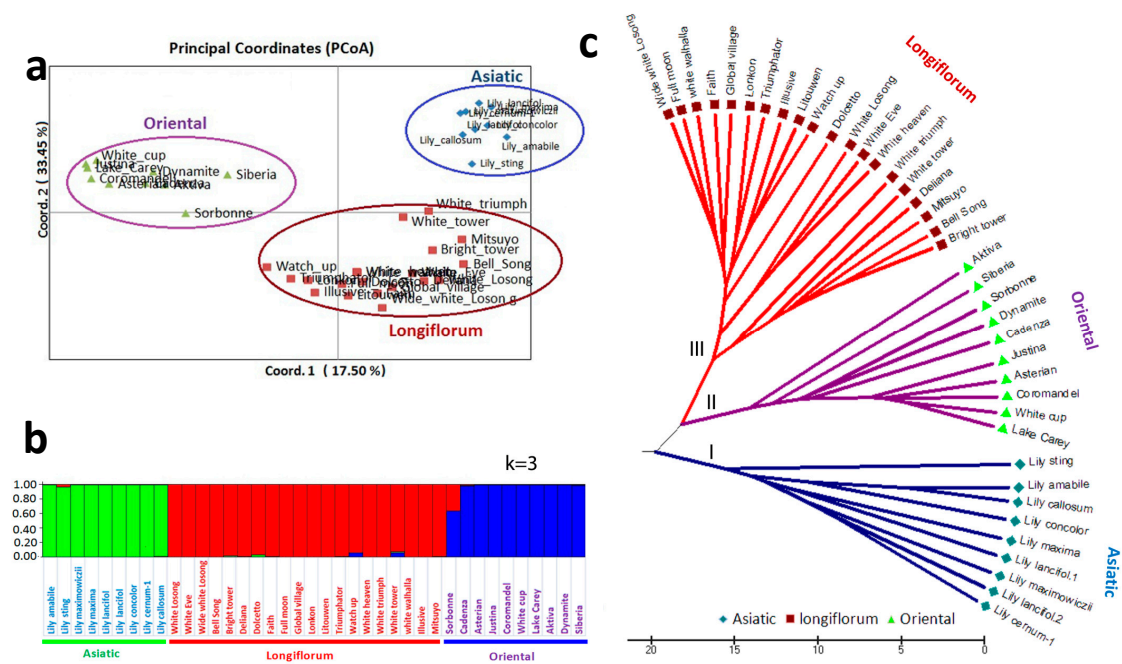 a
Principal Coordinates (PCoA)
Coord. 2 ( 33.45 %)
Coord. 1 ( 17.50 %)
Oriental
White_cup
Justina
Lake_Carey
Dynamite
Siberia
Coromandel
Asterian
Aktiva
Sorbonne
Asiatic
Lily_lancifol
Lily_callosum
Lily_concolor
Lily_amabile
Lily_sting
White_triumph
White_tower
Mitsuyo
Bright_tower
Bell_Song
Watch_up
Triumphator
Illusive
Litouwen
Global_village
Wide_white_Losong
Longiflorum
b
k=3
1.00
0.80
0.60
0.40
0.20
0.00
Lily amabile
Lily sting
Lily maximowiczii
Lily maxima
Lily lancifol
Lily lancifol
Lily concolor
Lily cernum-1
Lily callosum
White Losong
White Eve
Wide white Losong
Bell Song
Bright tower
Deliana
Dolcetto
Faith
Full moon
Global village
Lonkon
Litouwen
Triumphator
Watch up
White heaven
White triumph
White tower
White walhalla
Illusive
Mitsuyo
Sorbonne
Cadenza
Asterian
Justina
Coromandel
White cup
Lake Carey
Aktiva
Dynamite
Siberia
Asiatic
Longiflorum
Oriental
c
Wide white Losong
Full moon
white walhalla
Faith
Global village
Lonkon
Triumphator
Illusive
Litouwen
Watch up
Dolcetto
White Losong
White Eve
White heaven
White triumph
White tower
Deliana
Mitsuyo
Bell Song
Bright tower
Longiflorum
Aktiva
Siberia
Sorbonne
Dynamite
Cadenza
Justina
Asterian
Coromandel
White cup
Lake Carey
Oriental
Lily sting
Lily amabile
Lily callosum
Lily concolor
Lily maxima
Lily lancifol.1
Lily maximowiczii
Lily lancifol.2
Lily cernum-1
Asiatic
III
II
I
Asiatic longiflorum Oriental
20 15 10 5 0